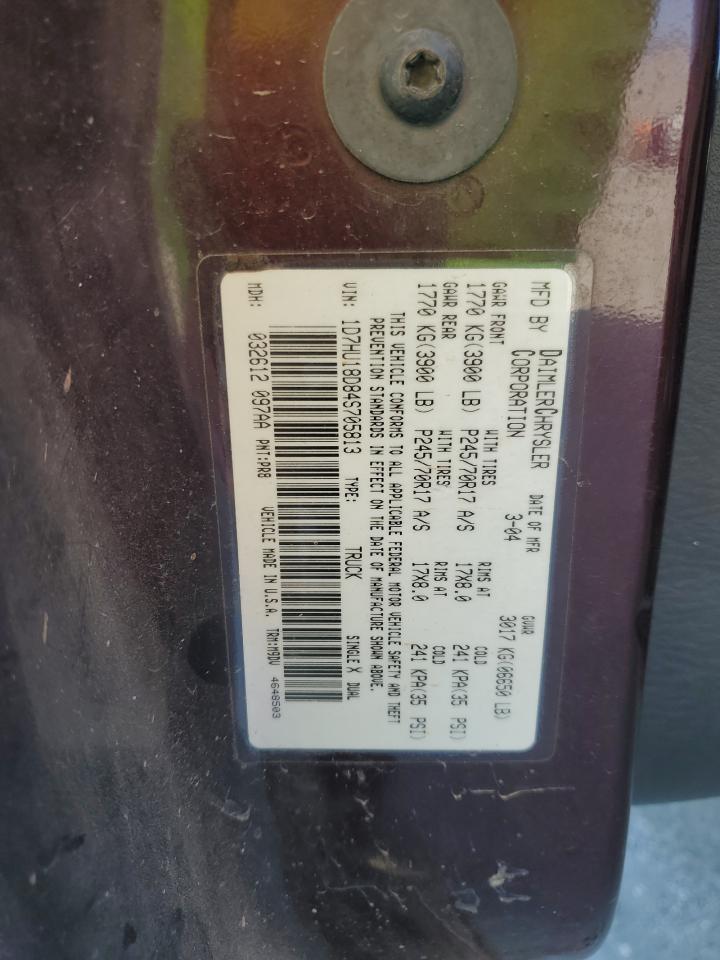 MFD BY DAIMLERCHRYSLER CORPORATION DATE OF MFR 3-04 GVWR 3017 KG(06650 LB)
GAWR FRONT WITH TIRES RIMS AT COLD
1770 KG(3900 LB) P245/70R17 A/S 17X8.0 241 KPA(35 PSI)
GAWR REAR WITH TIRES RIMS AT COLD
1770 KG(3900 LB) P245/70R17 A/S 17X8.0 241 KPA(35 PSI)
THIS VEHICLE CONFORMS TO ALL APPLICABLE FEDERAL MOTOR VEHICLE SAFETY AND THEFT
PREVENTION STANDARDS IN EFFECT ON THE DATE OF MANUFACTURE SHOWN ABOVE.
VIN: 1D7HU18D84S705813 TYPE: TRUCK SINGLE X DUAL
MDH: 032612 097AA PNT:PR8 VEHICLE MADE IN U.S.A. TRM:M9DV 4648503